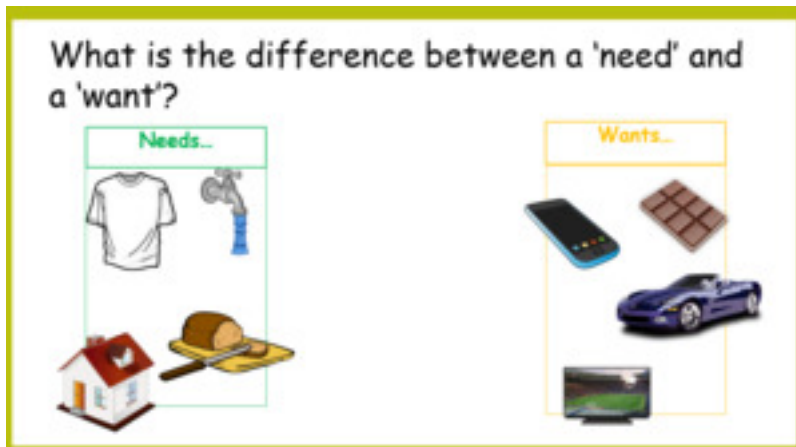 What is the difference between a 'need' and
a 'want'?
Needs...
Wants...